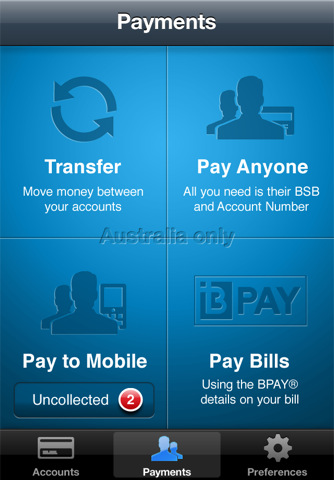 Payments
Transfer
Move money between
your accounts
Pay Anyone
All you need is their BSB
and Account Number
Australia only
Pay to Mobile
Uncollected 2
B PAY
Pay Bills
Using the BPAY®
details on your bill
Accounts
Payments
Preferences